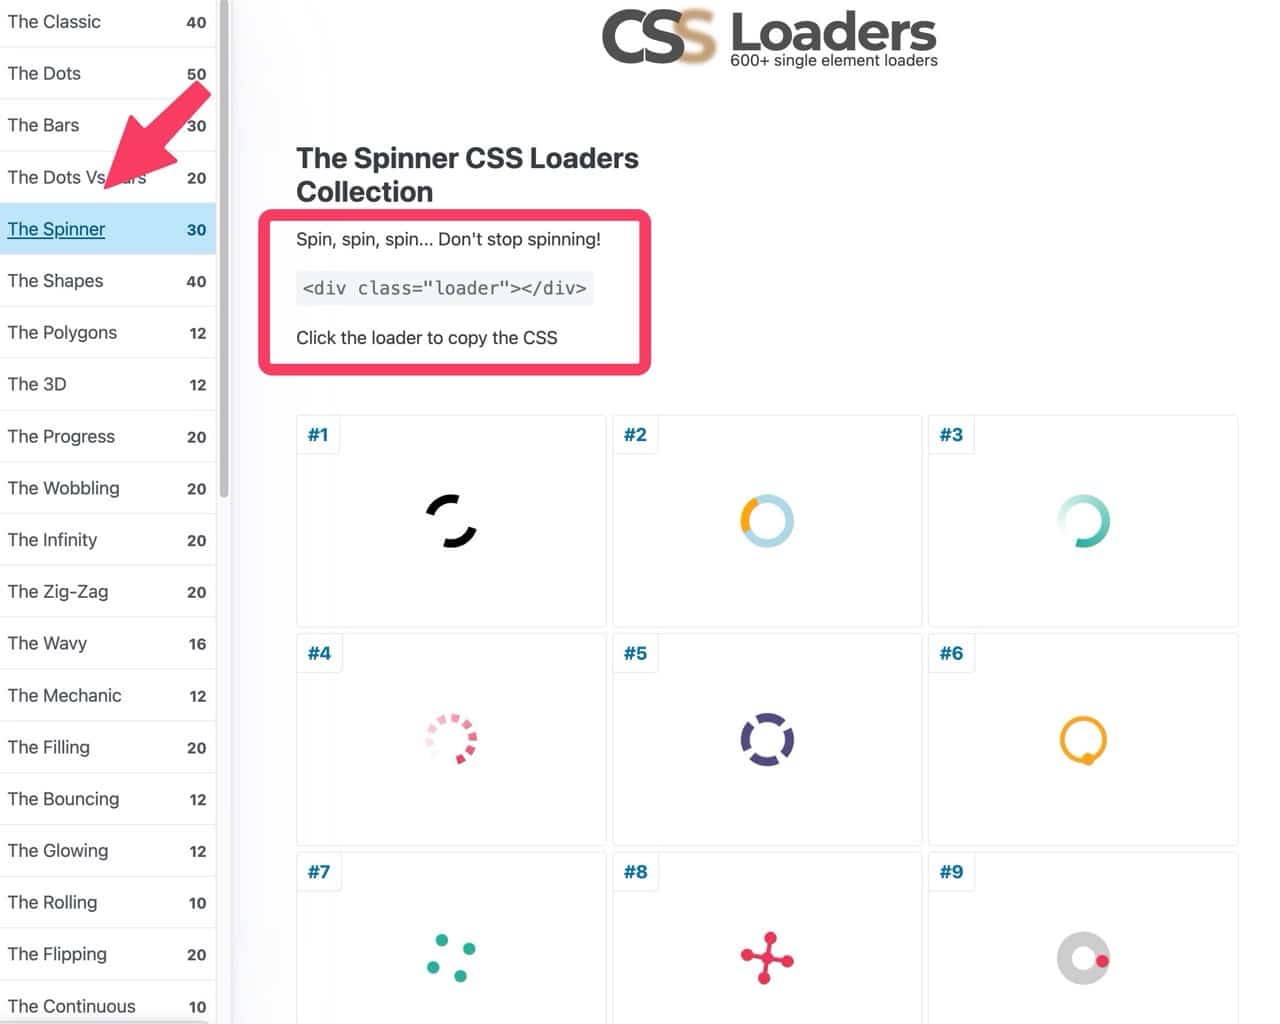 The Classic 40
The Dots 50
The Bars 30
The Dots Vs 20
The Spinner 30
The Shapes 40
The Polygons 12
The 3D 12
The Progress 20
The Wobbling 20
The Infinity 20
The Zig-Zag 20
The Wavy 16
The Mechanic 12
The Filling 20
The Bouncing 12
The Glowing 12
The Rolling 10
The Flipping 20
The Continuous 10
CSS Loaders
600+ single element loaders
The Spinner CSS Loaders
Collection
Spin, spin, spin... Don't stop spinning!
<div class="loader"></div>
Click the loader to copy the CSS
#1 #2 #3
#4 #5 #6
#7 #8 #9